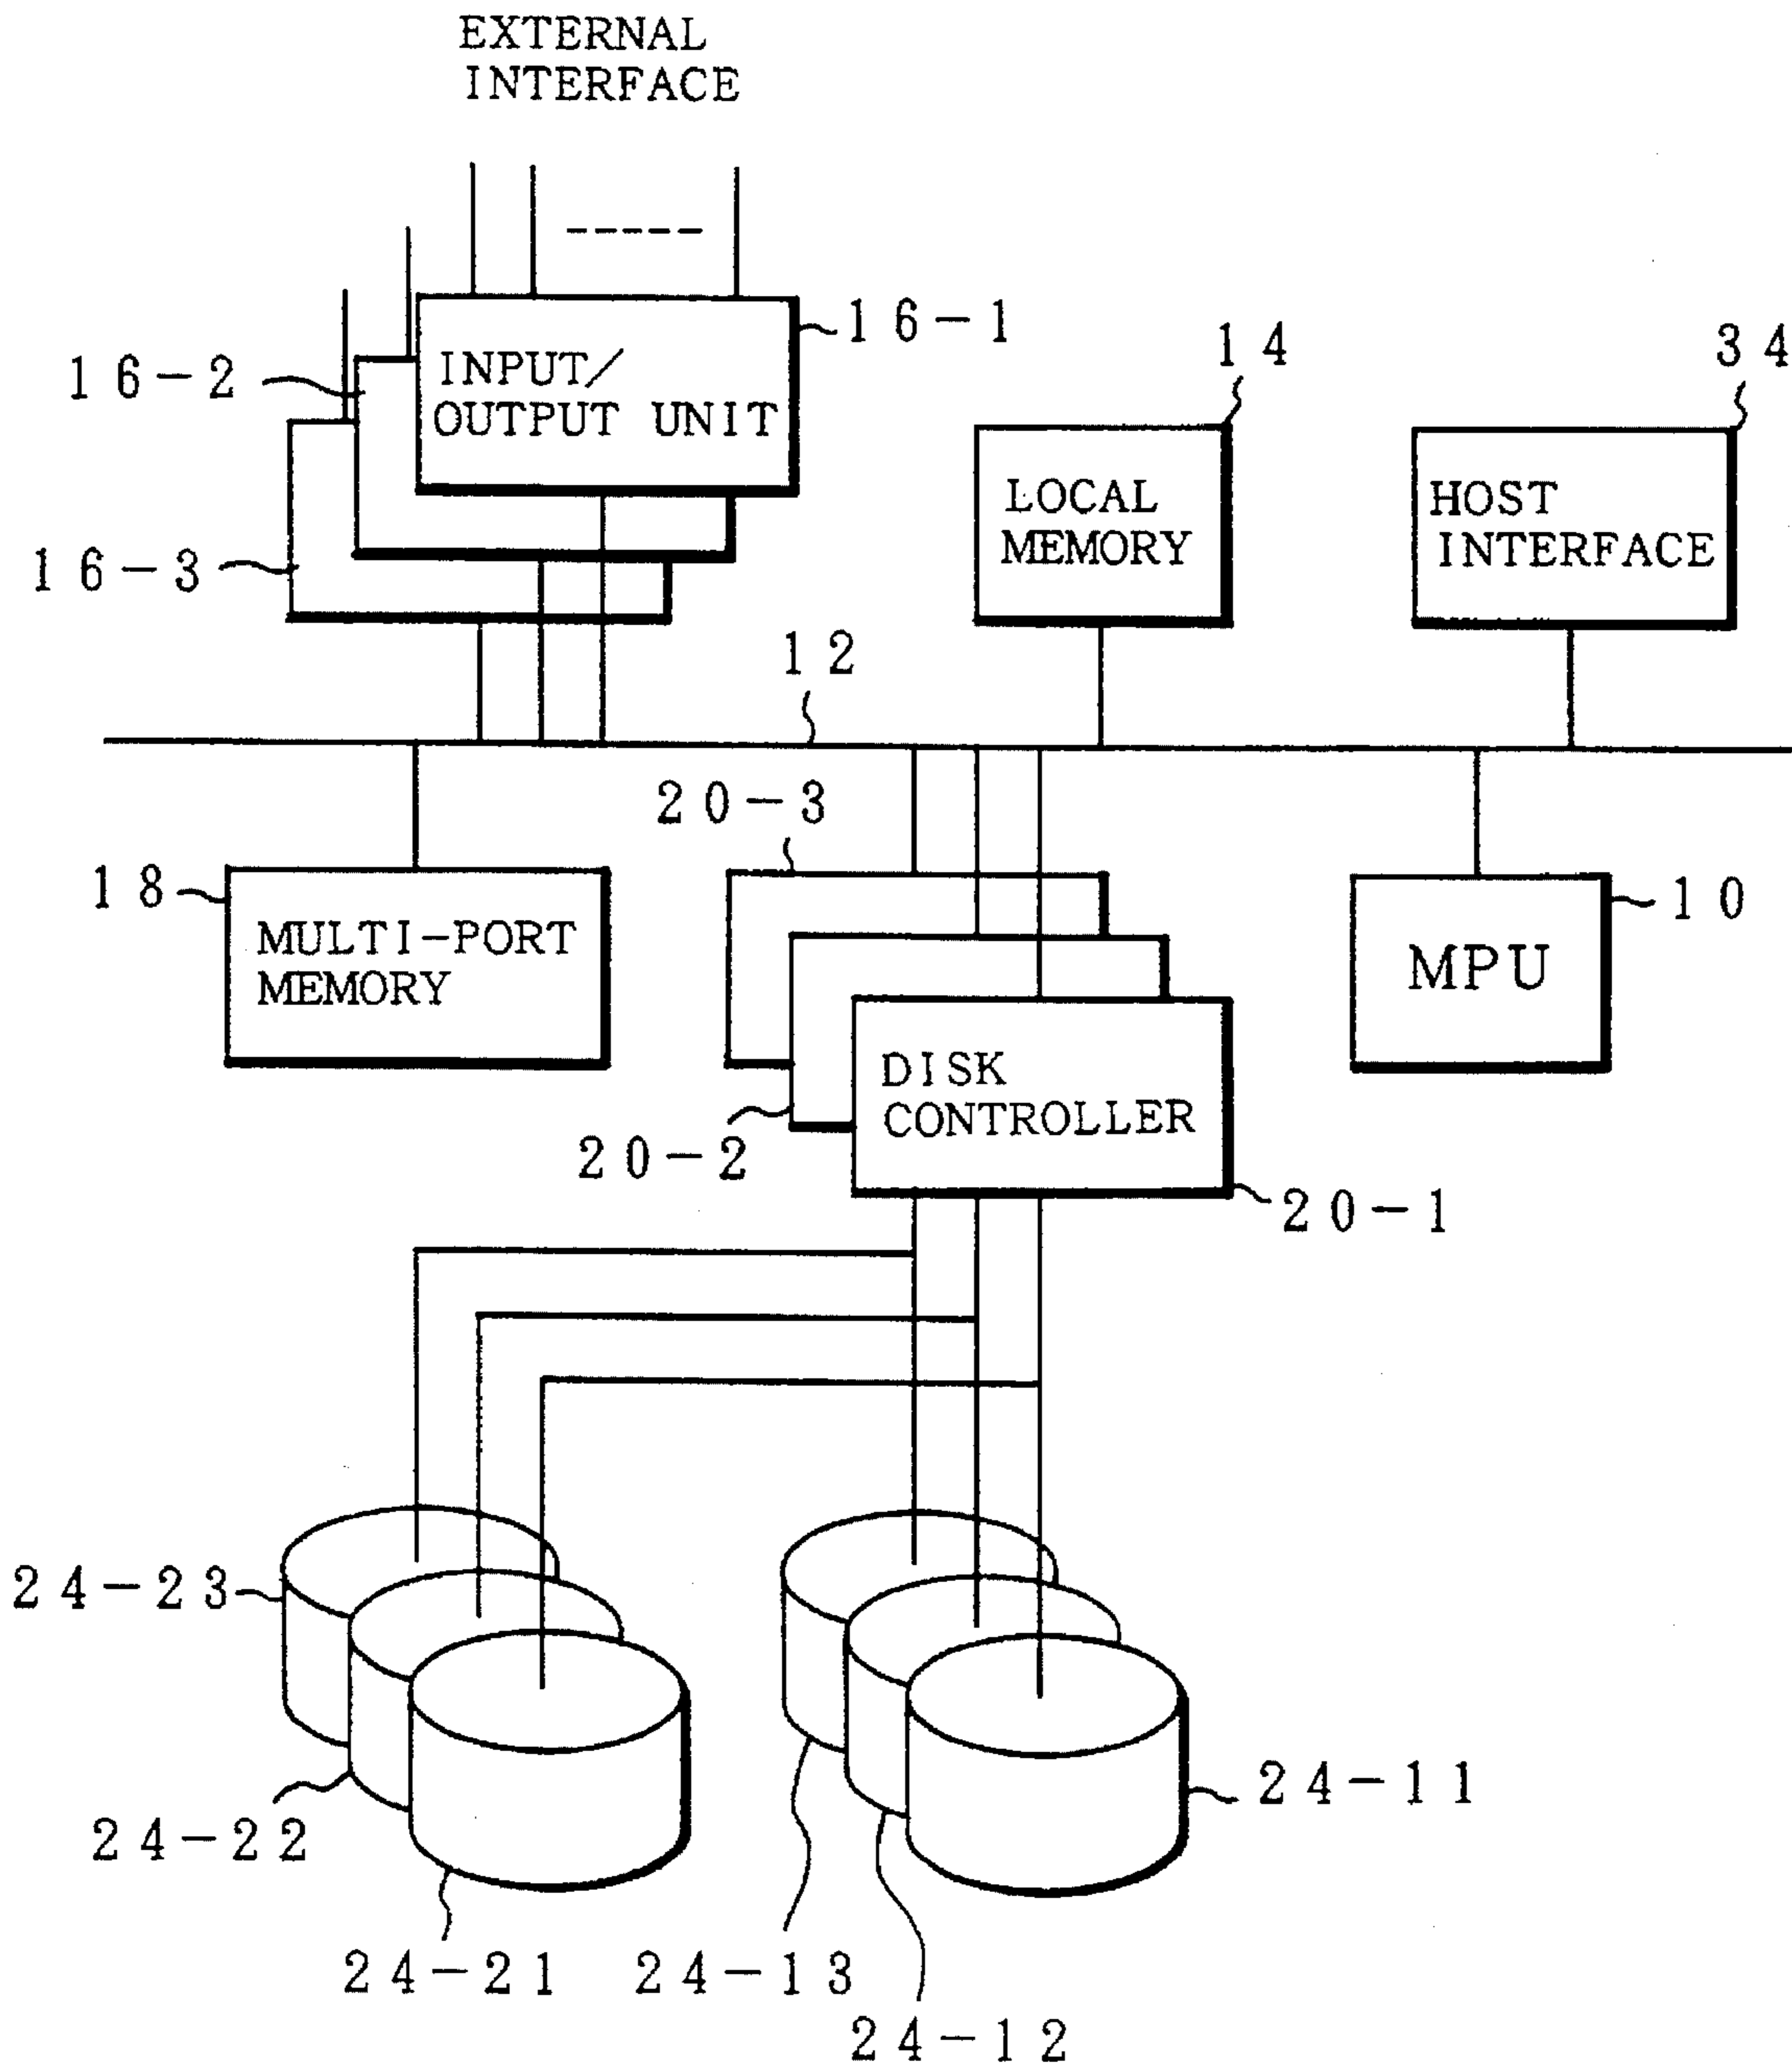 EXTERNAL
INTERFACE
16-1
16-2
INPUT/
OUTPUT UNIT
16-3
14
LOCAL
MEMORY
34
HOST
INTERFACE
12
20-3
18
MULTI-PORT
MEMORY
10
MPU
DISK
CONTROLLER
20-2
20-1
24-23
24-22
24-21
24-13
24-12
24-11